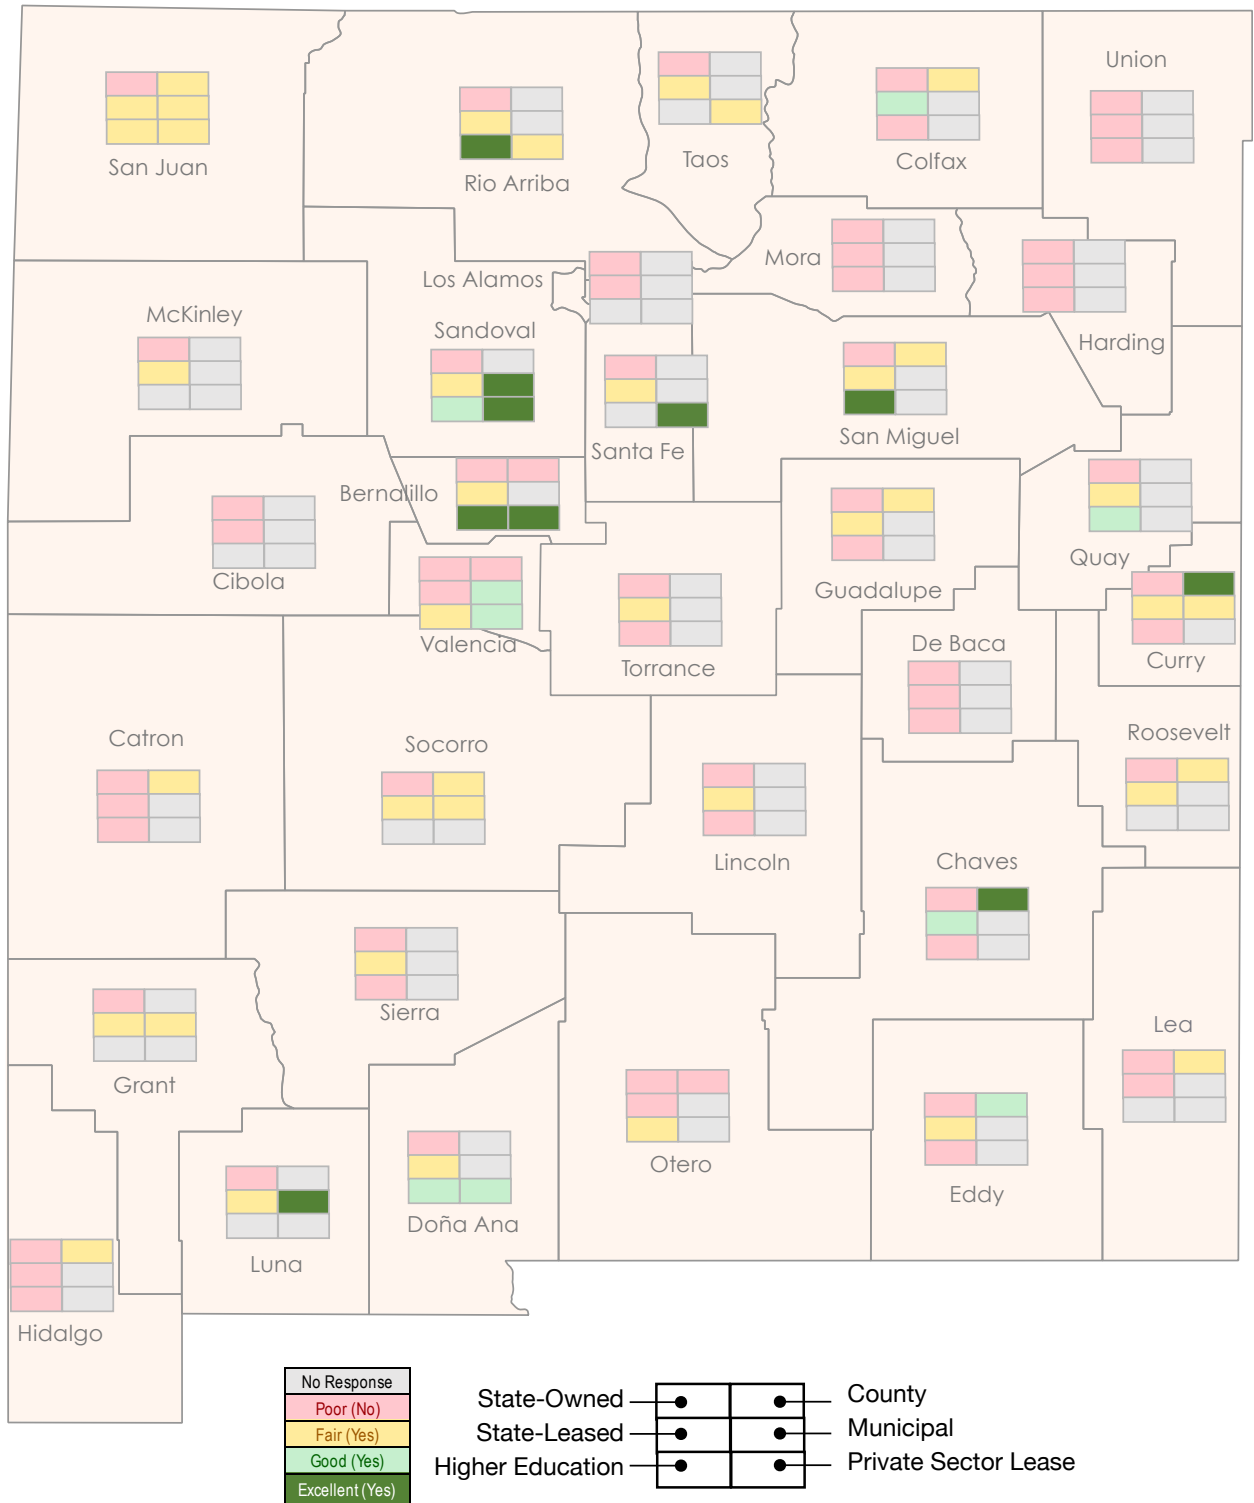 Union
San Juan
Rio Arriba
Taos
Colfax
Mora
Los Alamos
McKinley
Sandoval
Harding
Santa Fe
San Miguel
Bernalillo
Cibola
Quay
Guadalupe
Valencia
De Baca
Torrance
Curry
Catron
Socorro
Roosevelt
Lincoln
Chaves
Sierra
Lea
Grant
Otero
Eddy
Doña Ana
Luna
Hidalgo
No Response
Poor (No)
Fair (Yes)
Good (Yes)
Excellent (Yes)
State-Owned
State-Leased
Higher Education
County
Municipal
Private Sector Lease